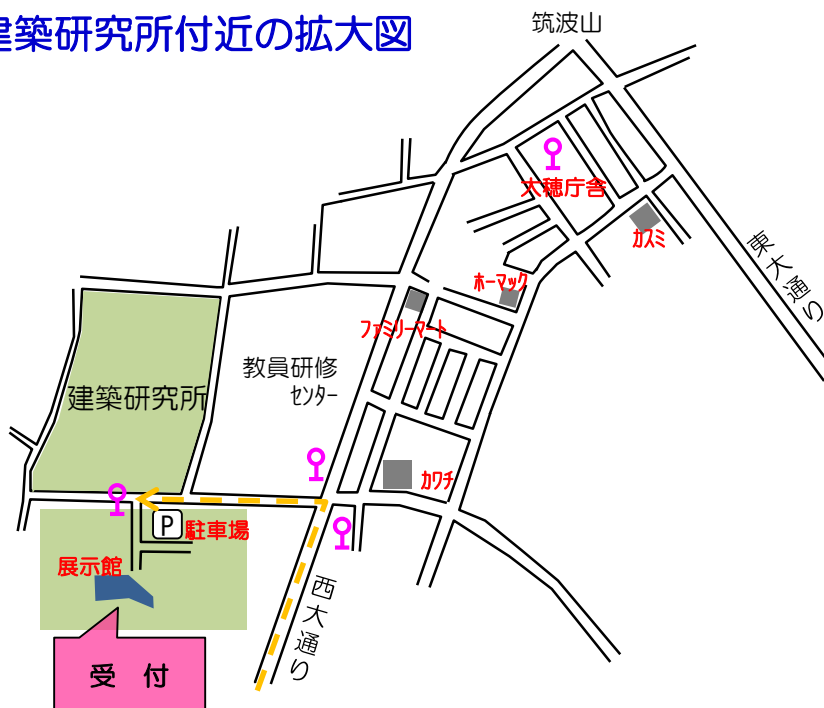 建築研究所付近の拡大図
筑波山
大穂庁舎
カスミ
東大通り
ホーマック
ファミリーマート
教員研修
センター
建築研究所
カワチ
P
駐車場
展示館
西大通り
受 付